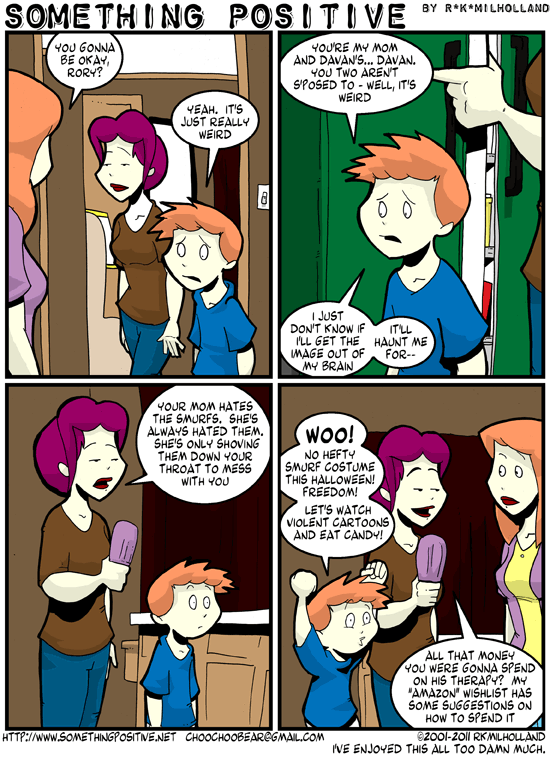 SOMETHING POSITIVE BY R*K*MILHOLLAND
YOU GONNA
BE OKAY,
RORY?
YEAH. IT'S
JUST REALLY
WEIRD
YOU'RE MY MOM
AND DAVAN'S... DAVAN.
YOU TWO AREN'T
S'POSED TO - WELL, IT'S
WEIRD
I JUST
DON'T KNOW IF
I'LL GET THE
IMAGE OUT OF
MY BRAIN
IT'LL
HAUNT ME
FOR--
YOUR MOM HATES
THE SMURFS. SHE'S
ALWAYS HATED THEM.
SHE'S ONLY SHOVING
THEM DOWN YOUR
THROAT TO MESS
WITH YOU
WOO!
NO HEFTY
SMURF COSTUME
THIS HALLOWEEN!
FREEDOM!
LET'S WATCH
VIOLENT CARTOONS
AND EAT CANDY!
ALL THAT MONEY
YOU WERE GONNA SPEND
ON HIS THERAPY? MY
"AMAZON" WISHLIST HAS
SOME SUGGESTIONS ON
HOW TO SPEND IT
HTTP://WWW.SOMETHINGPOSITIVE.NET CHOOCHOOBEAR@GMAIL.COM ©2001-2011 RKMILHOLLAND
I'VE ENJOYED THIS ALL TOO DAMN MUCH.